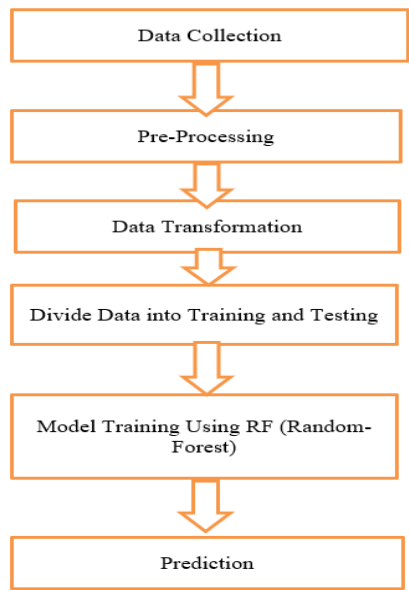 Data Collection
Pre-Processing
Data Transformation
Divide Data into Training and Testing
Model Training Using RF (Random-
Forest)
Prediction